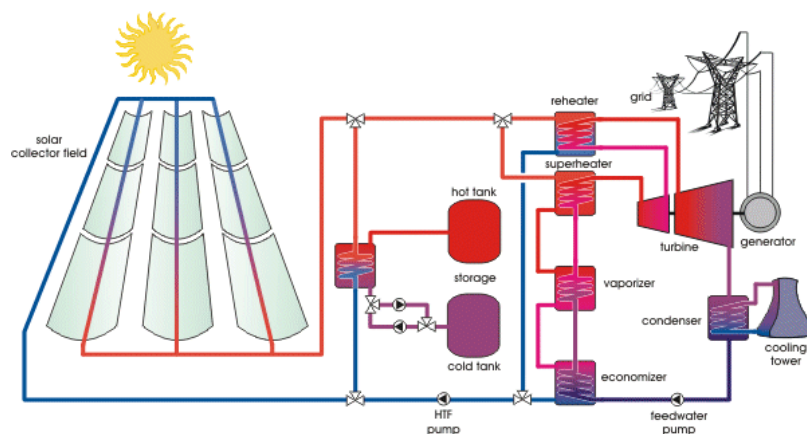 solar
collector field
hot tank
storage
cold tank
HTF
pump
reheater
superheater
vaporizer
economizer
grid
turbine
generator
condenser
cooling
tower
feedwater
pump